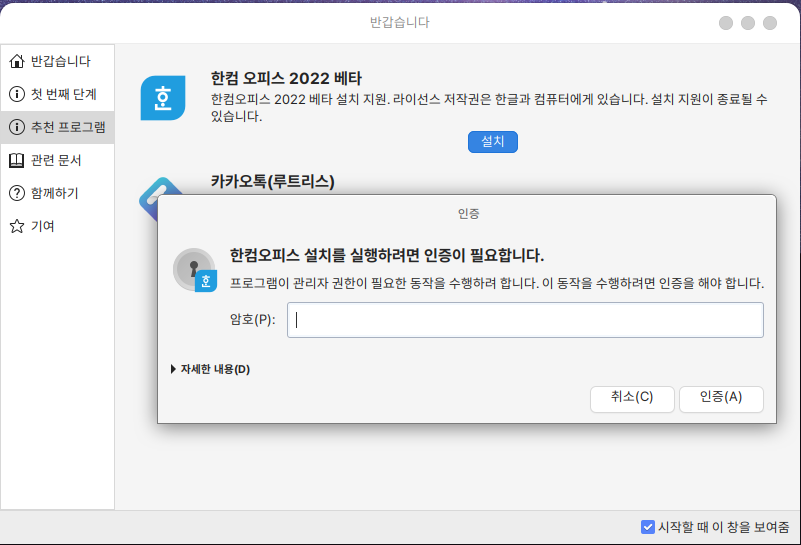 반갑습니다
반갑습니다
첫 번째 단계
추천 프로그램
관련 문서
함께하기
기여
한컴 오피스 2022 베타
한컴오피스 2022 베타 설치 지원. 라이선스 저작권은 한글과 컴퓨터에게 있습니다. 설치 지원이 종료될 수
있습니다.
설치
카카오톡(루트리스)
인증
한컴오피스 설치를 실행하려면 인증이 필요합니다.
프로그램이 관리자 권한이 필요한 동작을 수행하려 합니다. 이 동작을 수행하려면 인증을 해야 합니다.
암호(P):
자세한 내용(D)
취소(C)
인증(A)
시작할 때 이 창을 보여줌